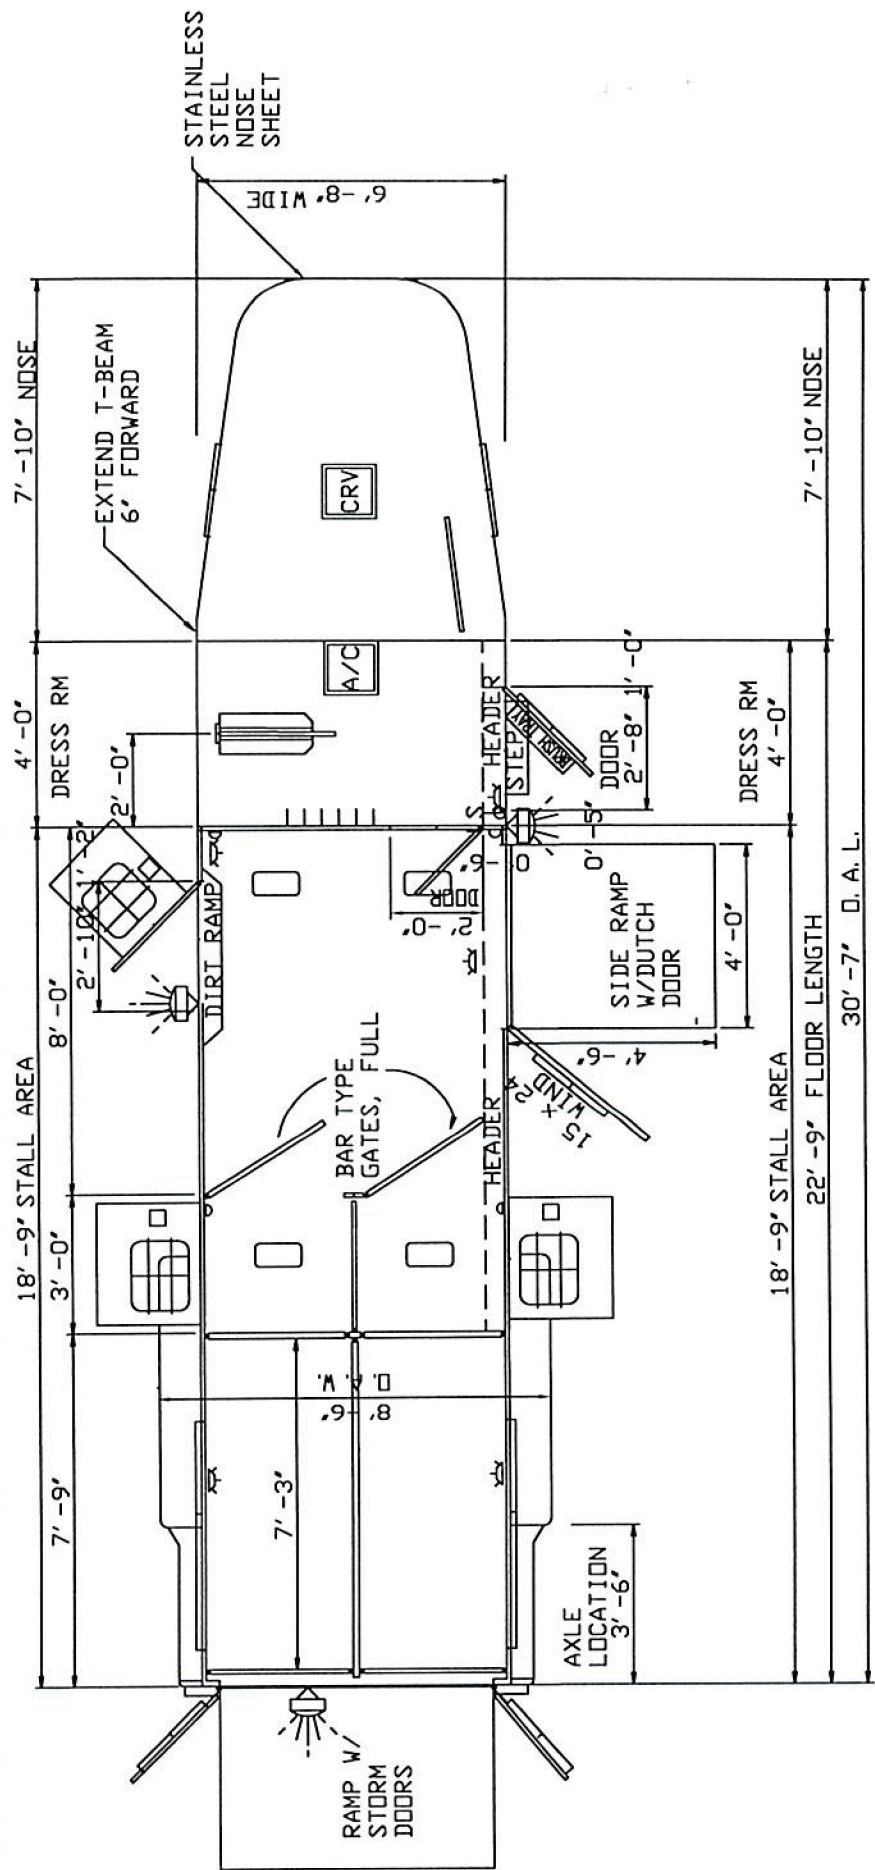 7'-10" NOSE
4'-0"
DRESS RM
2'-0"
18'-9" STALL AREA
8'-0"
3'-0"
7'-9"
EXTEND T-BEAM
6" FORWARD
STAINLESS
STEEL
NOSE
SHEET
6'-8" WIDE
CRV
A/C
2'-10"
1'-2"
DIRT RAMP
BAR TYPE
GATES, FULL
7'-3"
8'-6"
O. A. W.
DOOR
2'-0"
S
HEADER
HEADER
STEP
DOOR
2'-8"
1'-0"
0'-6"
0'-5"
SIDE RAMP
W/DUTCH
DOOR
4'-0"
4'-6"
15 x 24
WIND
RAMP W/
STORM
DOORS
AXLE
LOCATION
3'-6"
DRESS RM
4'-0"
7'-10" NOSE
18'-9" STALL AREA
22'-9" FLOOR LENGTH
30'-7" O. A. L.